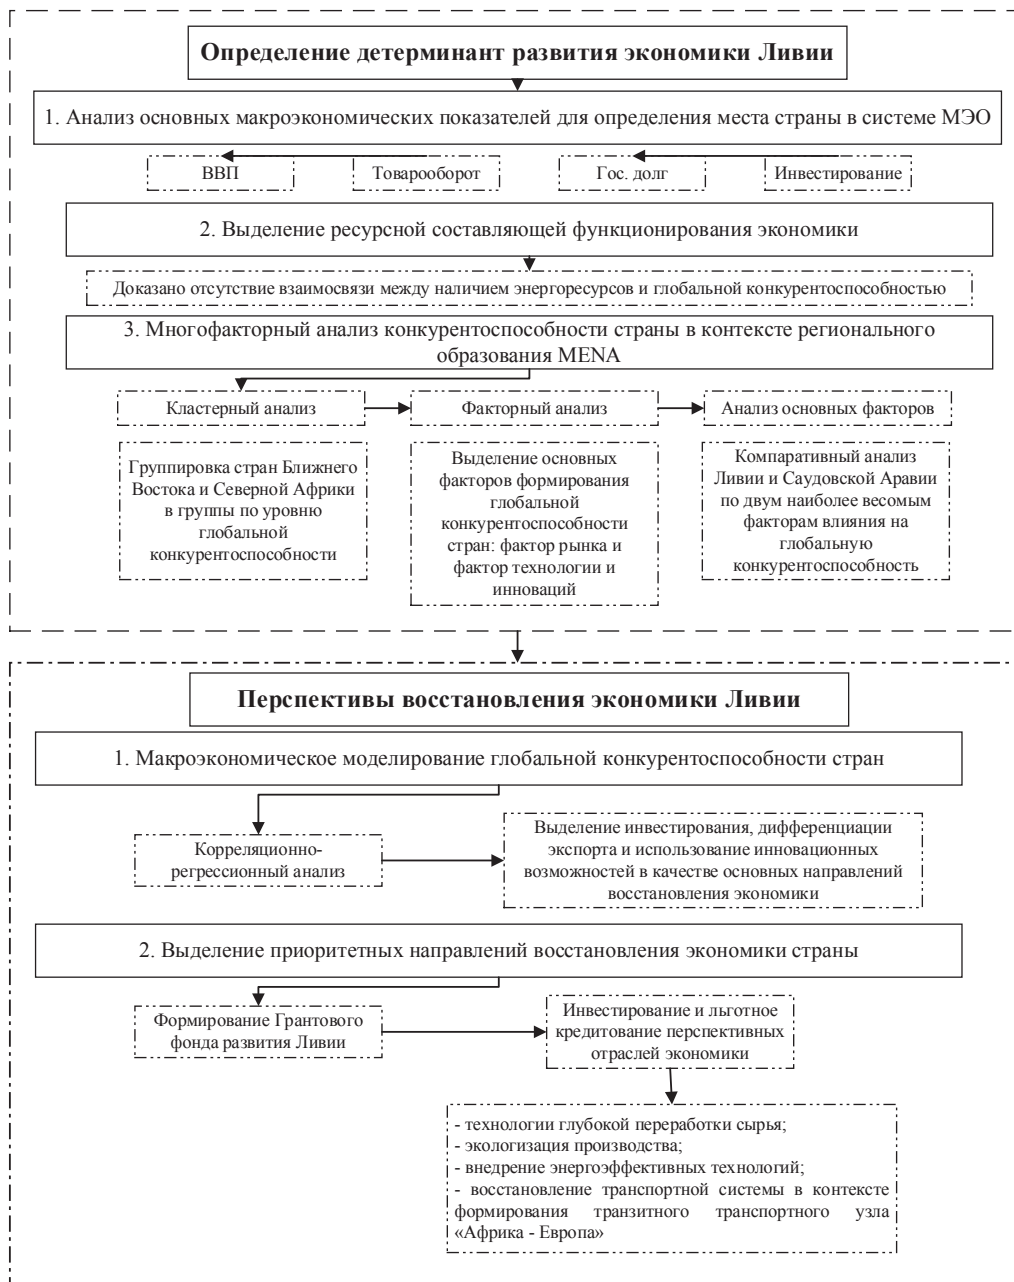 Определение детерминант развития экономики Ливии
1. Анализ основных макроэкономических показателей для определения места страны в системе МЭО
ВВП
Товарооборот
Гос. долг
Инвестирование
2. Выделение ресурсной составляющей функционирования экономики
Доказано отсутствие взаимосвязи между наличием энергоресурсов и глобальной конкурентоспособностью
3. Многофакторный анализ конкурентоспособности страны в контексте регионального
образования MENA
Кластерный анализ
Факторный анализ
Анализ основных факторов
Группировка стран Ближнего
Востока и Северной Африки
в группы по уровню
глобальной
конкурентоспособности
Выделение основных
факторов формирования
глобальной
конкурентоспособности
стран: фактор рынка и
фактор технологии и
инноваций
Компаративный анализ
Ливии и Саудовской Аравии
по двум наиболее весомым
факторам влияния на
глобальную
конкурентоспособность
Перспективы восстановления экономики Ливии
1. Макроэкономическое моделирование глобальной конкурентоспособности стран
Корреляционно-
регрессионный анализ
Выделение инвестирования, дифференциации
экспорта и использование инновационных
возможностей в качестве основных направлений
восстановления экономики
2. Выделение приоритетных направлений восстановления экономики страны
Формирование Грантового
фонда развития Ливии
Инвестирование и льготное
кредитование перспективных
отраслей экономики
- технологии глубокой переработки сырья;
- экологизация производства;
- внедрение энергоэффективных технологий;
- восстановление транспортной системы в контексте
формирования транзитного транспортного узла
«Африка - Европа»